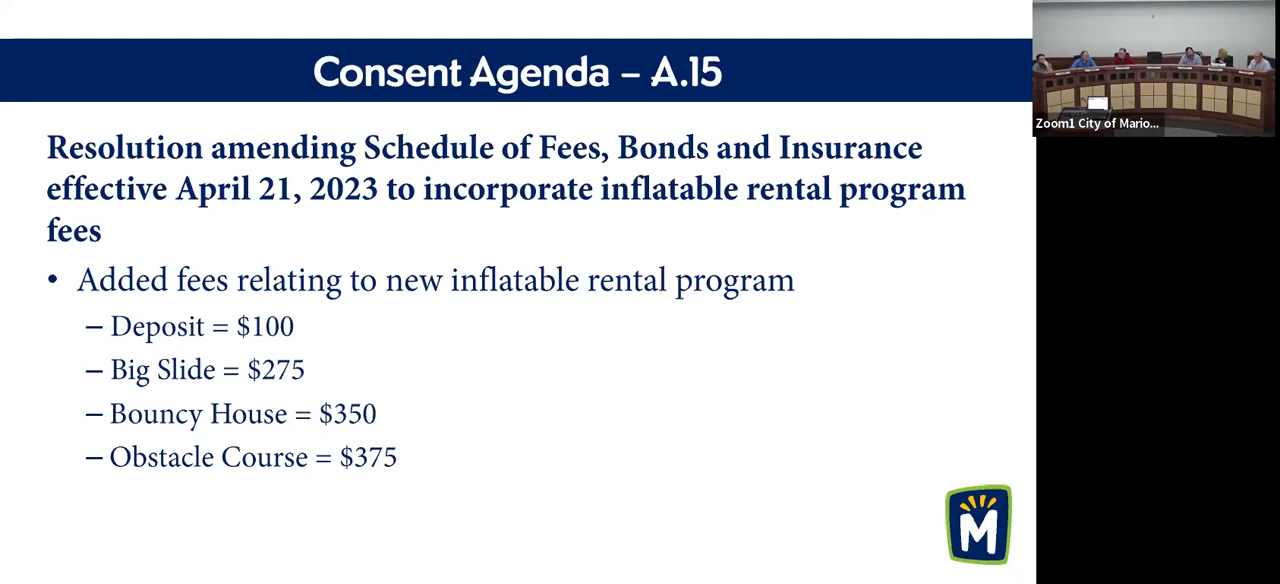 Consent Agenda – A.15
Resolution amending Schedule of Fees, Bonds and Insurance
effective April 21, 2023 to incorporate inflatable rental program
fees
• Added fees relating to new inflatable rental program
– Deposit = $100
– Big Slide = $275
– Bouncy House = $350
– Obstacle Course = $375
M
Zoom1 City of Mario...